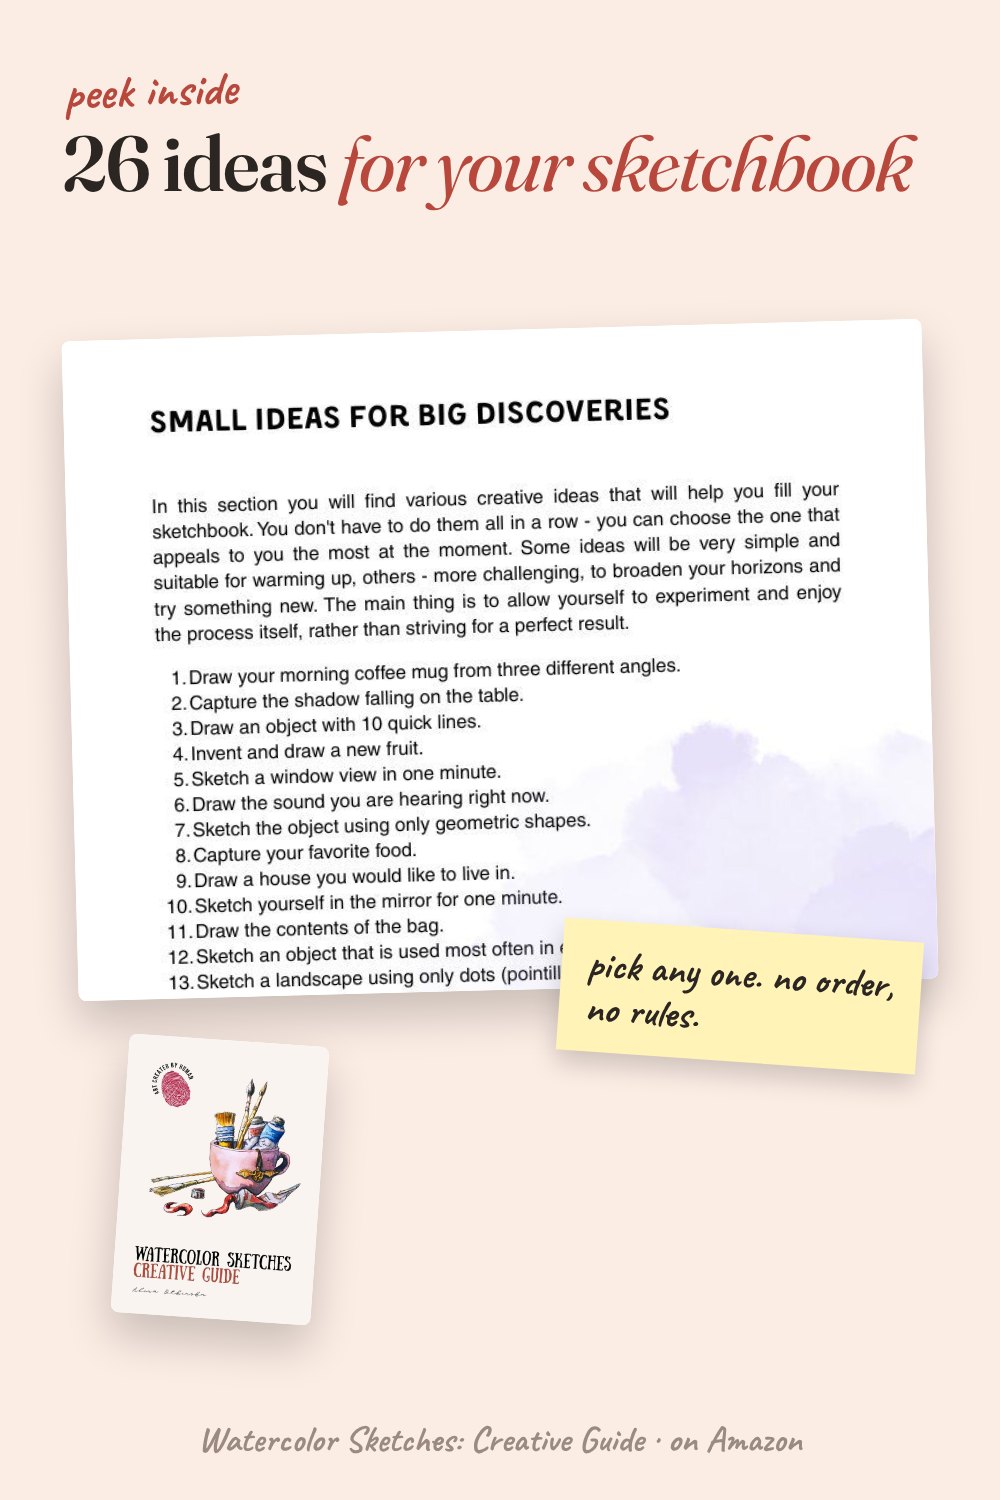 peek inside
26 ideas for your sketchbook
SMALL IDEAS FOR BIG DISCOVERIES
In this section you will find various creative ideas that will help you fill your
sketchbook. You don't have to do them all in a row - you can choose the one that
appeals to you the most at the moment. Some ideas will be very simple and
suitable for warming up, others - more challenging, to broaden your horizons and
try something new. The main thing is to allow yourself to experiment and enjoy
the process itself, rather than striving for a perfect result.
1. Draw your morning coffee mug from three different angles.
2. Capture the shadow falling on the table.
3. Draw an object with 10 quick lines.
4. Invent and draw a new fruit.
5. Sketch a window view in one minute.
6. Draw the sound you are hearing right now.
7. Sketch the object using only geometric shapes.
8. Capture your favorite food.
9. Draw a house you would like to live in.
10. Sketch yourself in the mirror for one minute.
11. Draw the contents of the bag.
12. Sketch an object that is used most often in
13. Sketch a landscape using only dots
pick any one. no order,
no rules.
ART CREATED BY HUMAN
WATERCOLOR SKETCHES
CREATIVE GUIDE
Watercolor Sketches: Creative Guide · on Amazon